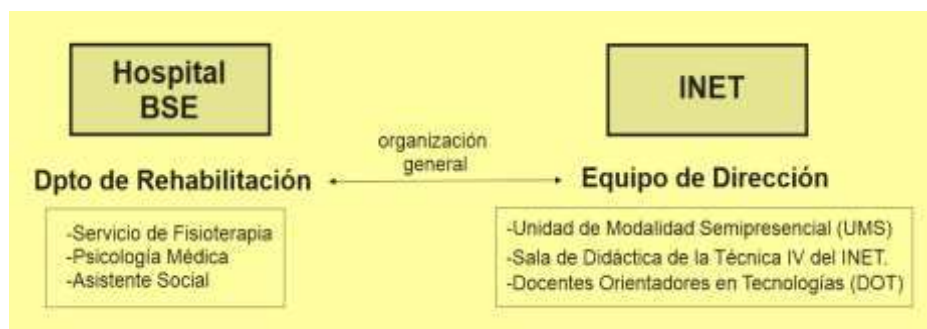 Hospital
BSE
INET
organización
general
Dpto de Rehabilitación
Equipo de Dirección
-Servicio de Fisioterapia
-Psicología Médica
-Asistente Social
-Unidad de Modalidad Semipresencial (UMS)
-Sala de Didáctica de la Técnica IV del INET.
-Docentes Orientadores en Tecnologías (DOT)